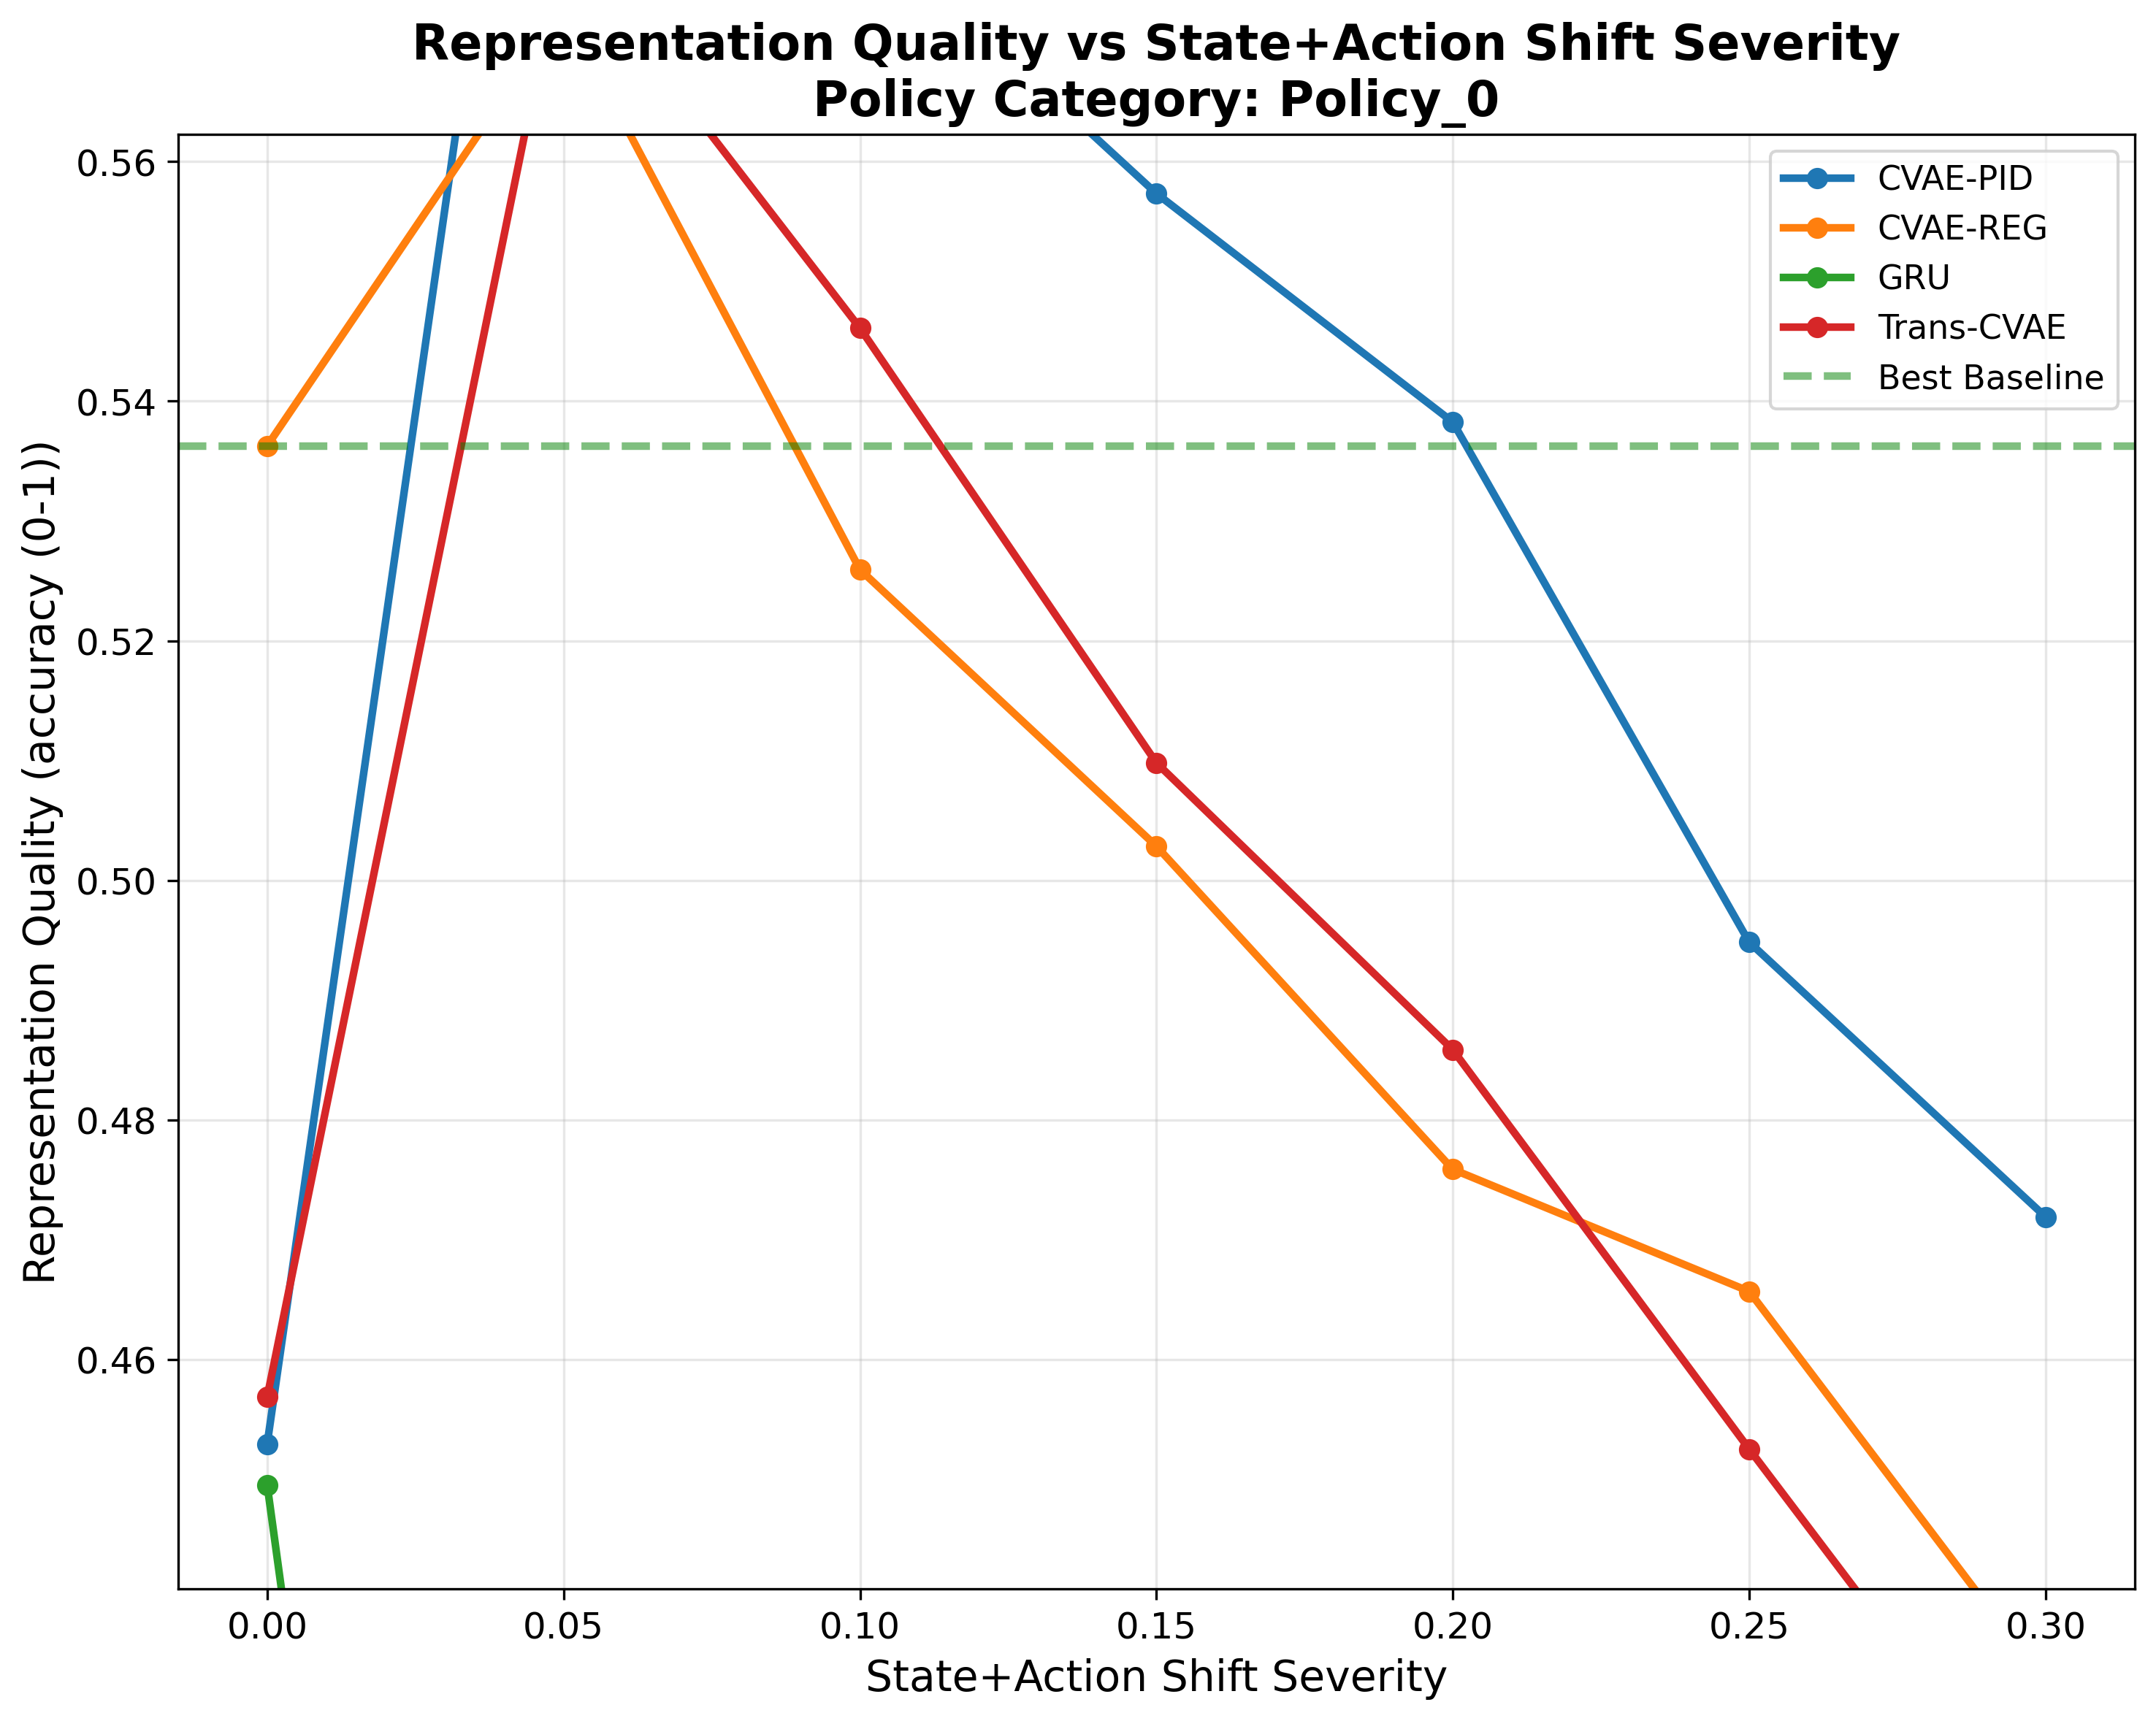 Representation Quality vs State+Action Shift Severity
Policy Category: Policy_0
Representation Quality (accuracy (0-1))
0.56
0.54
0.52
0.50
0.48
0.46
CVAE-PID
CVAE-REG
GRU
Trans-CVAE
Best Baseline
0.00 0.05 0.10 0.15 0.20 0.25 0.30
State+Action Shift Severity